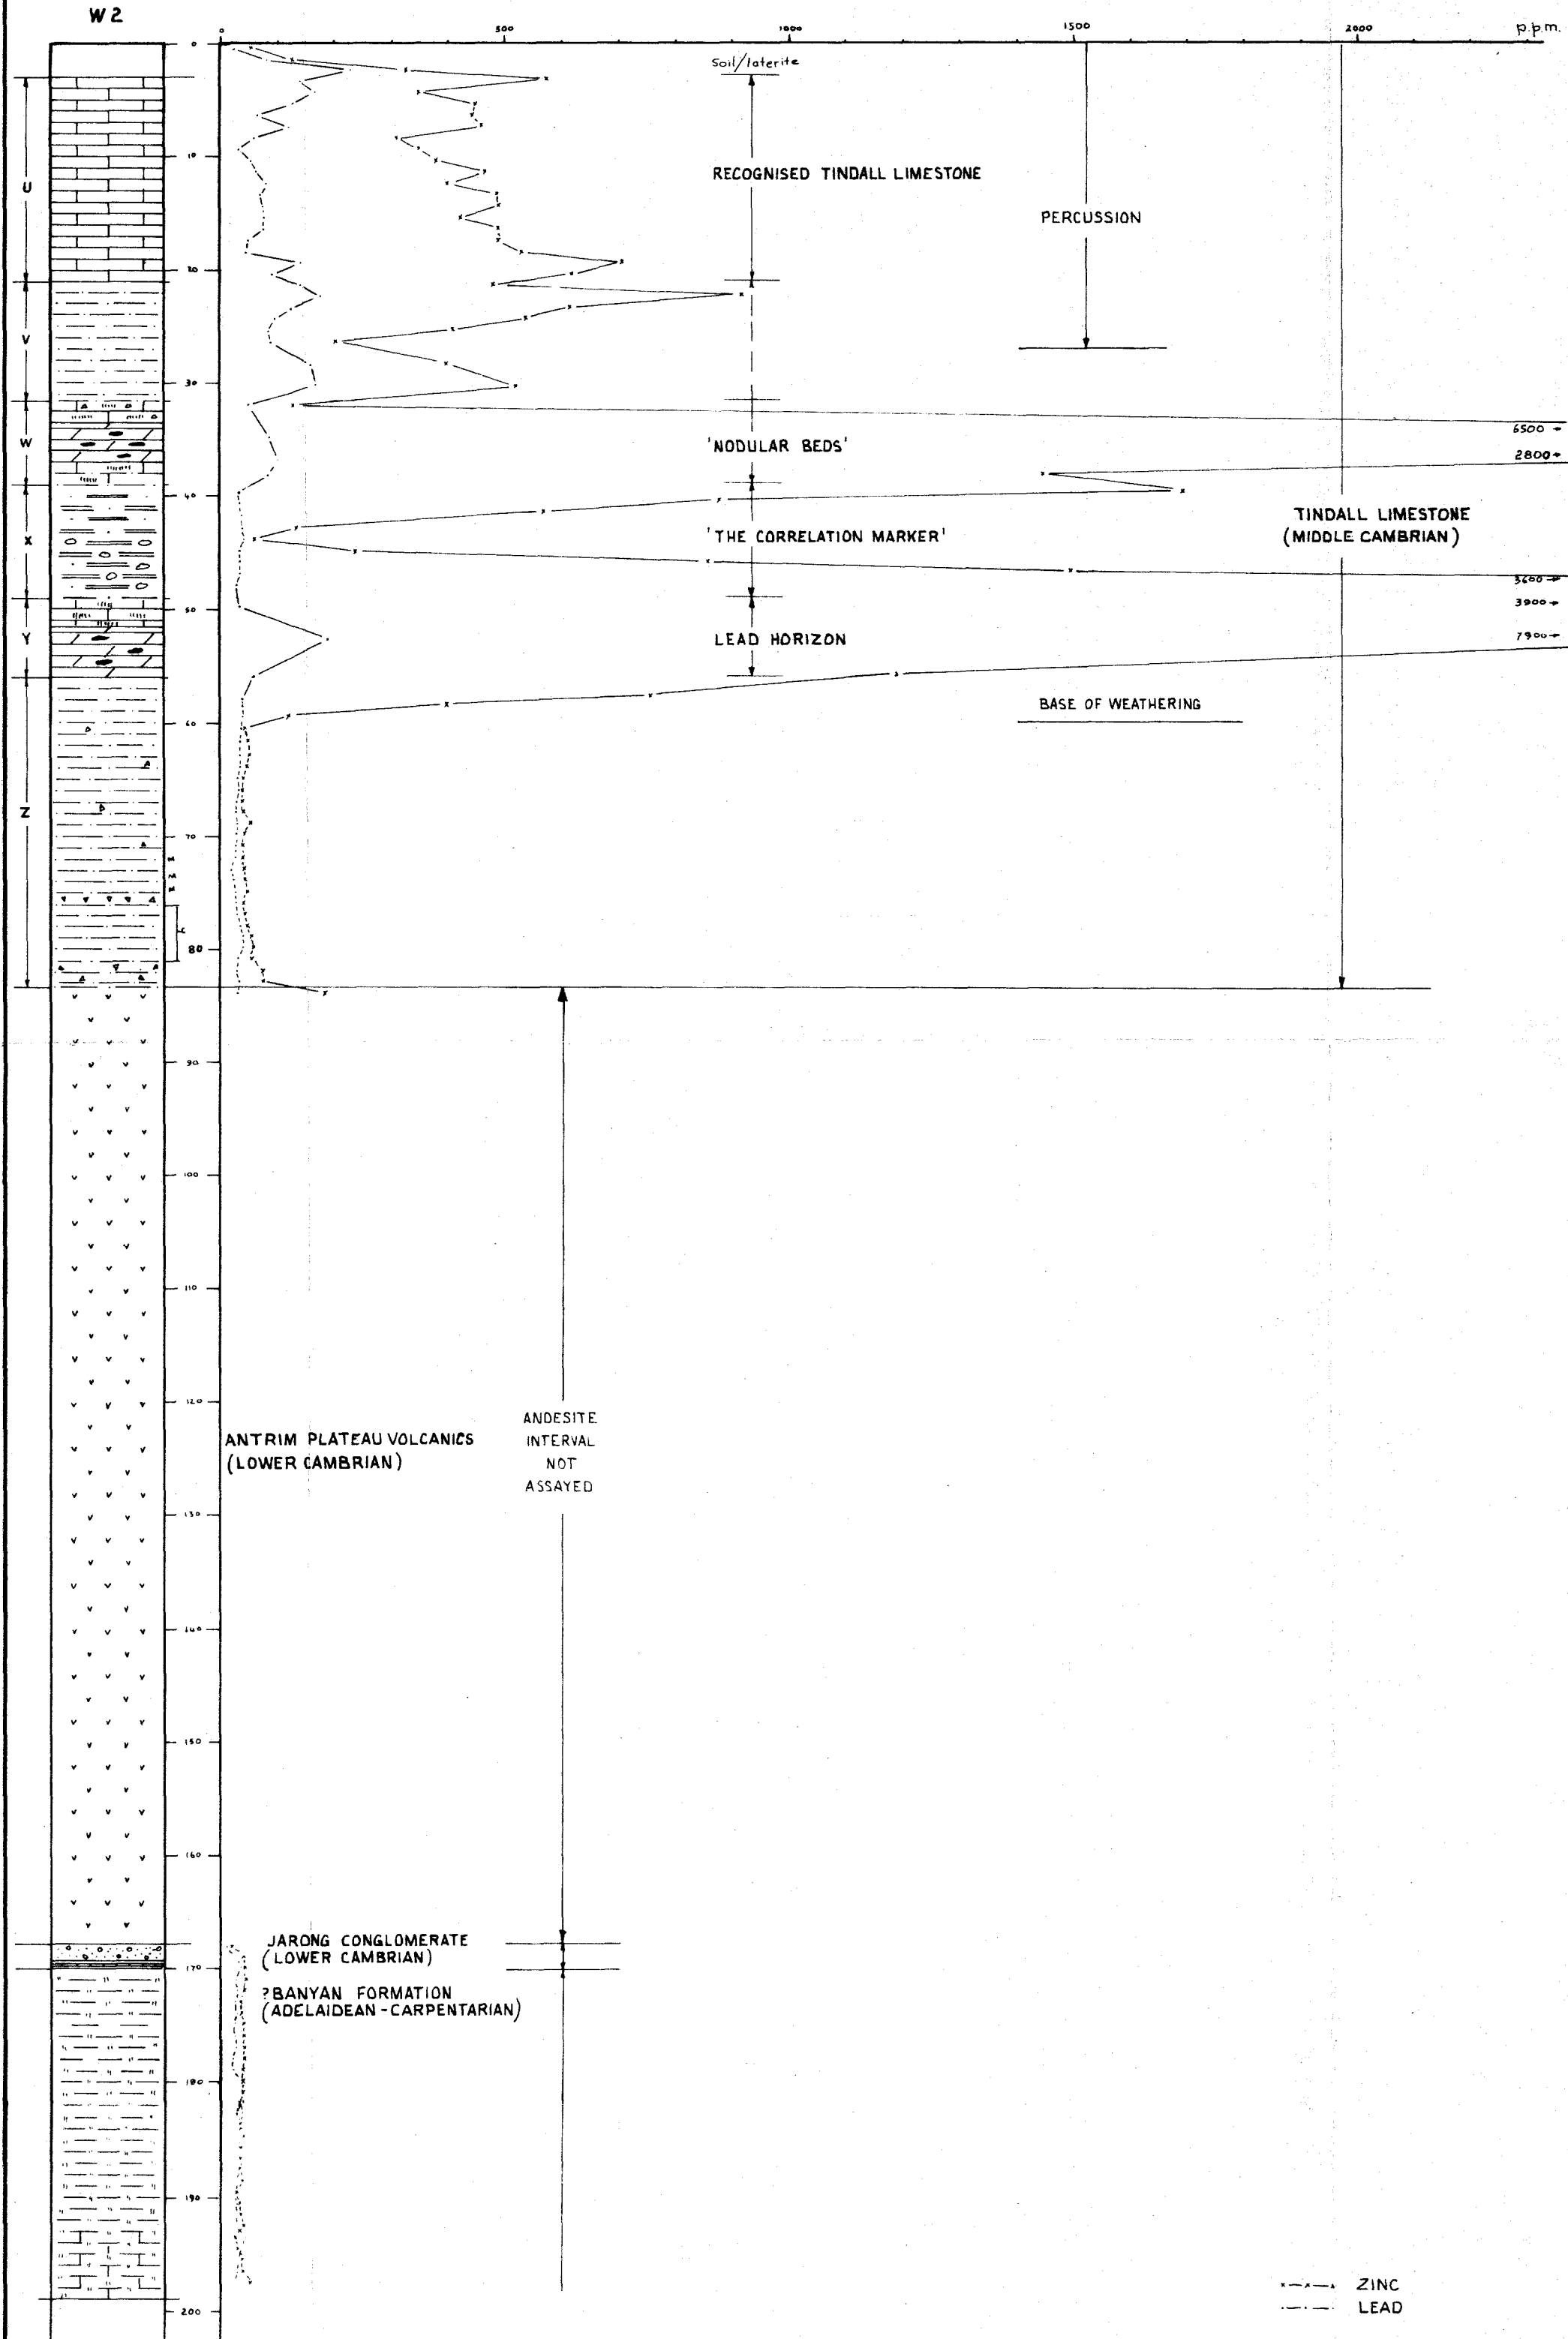 W2
0 500 1000 1500 2000 p.p.m.
0
Soil/laterite
10
U
RECOGNISED TINDALL LIMESTONE
PERCUSSION
20
V
30
6500
W
'NODULAR BEDS'
2800
40
TINDALL LIMESTONE
(MIDDLE CAMBRIAN)
X
'THE CORRELATION MARKER'
3600
50
3900
Y
LEAD HORIZON
7900
BASE OF WEATHERING
60
Z
70
M
M
M
C
80
90
100
110
120
ANDESITE
INTERVAL
NOT
ASSAYED
ANTRIM PLATEAU VOLCANICS
(LOWER CAMBRIAN)
130
140
150
160
JARONG CONGLOMERATE
(LOWER CAMBRIAN)
170
?BANYAN FORMATION
(ADELAIDEAN-CARPENTARIAN)
180
190
200
ZINC
LEAD